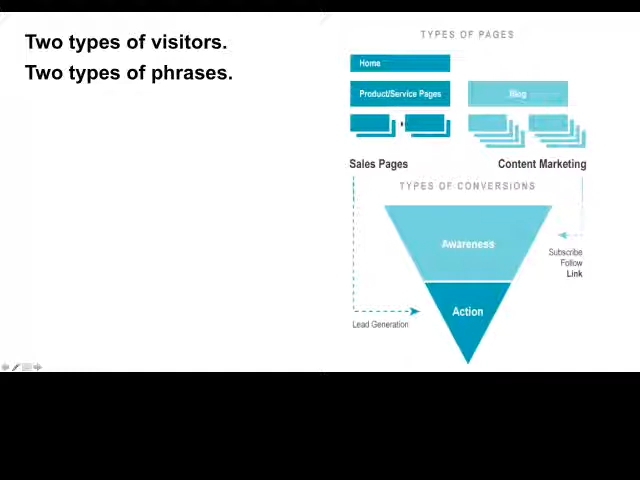 Two types of visitors.
Two types of phrases.
TYPES OF PAGES
Home
Product/Service Pages
Blog
Sales Pages
Content Marketing
TYPES OF CONVERSIONS
Awareness
Subscribe
Follow
Link
Action
Lead Generation